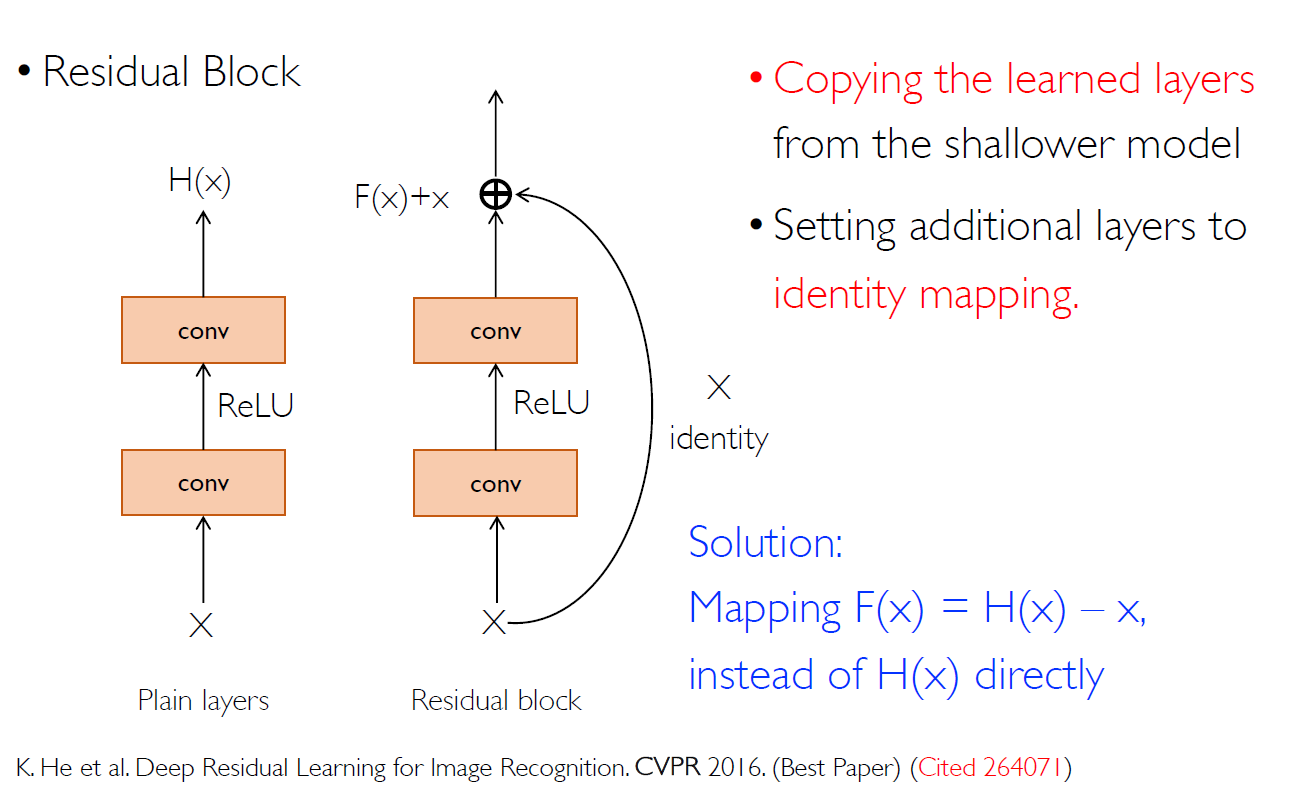 • Residual Block
H(x)
conv
ReLU
conv
X
Plain layers
F(x)+x
conv
ReLU
conv
X
Residual block
X
identity
• Copying the learned layers
from the shallower model
• Setting additional layers to
identity mapping.
Solution:
Mapping F(x) = H(x) – x,
instead of H(x) directly
K. He et al. Deep Residual Learning for Image Recognition. CVPR 2016. (Best Paper) (Cited 264071)